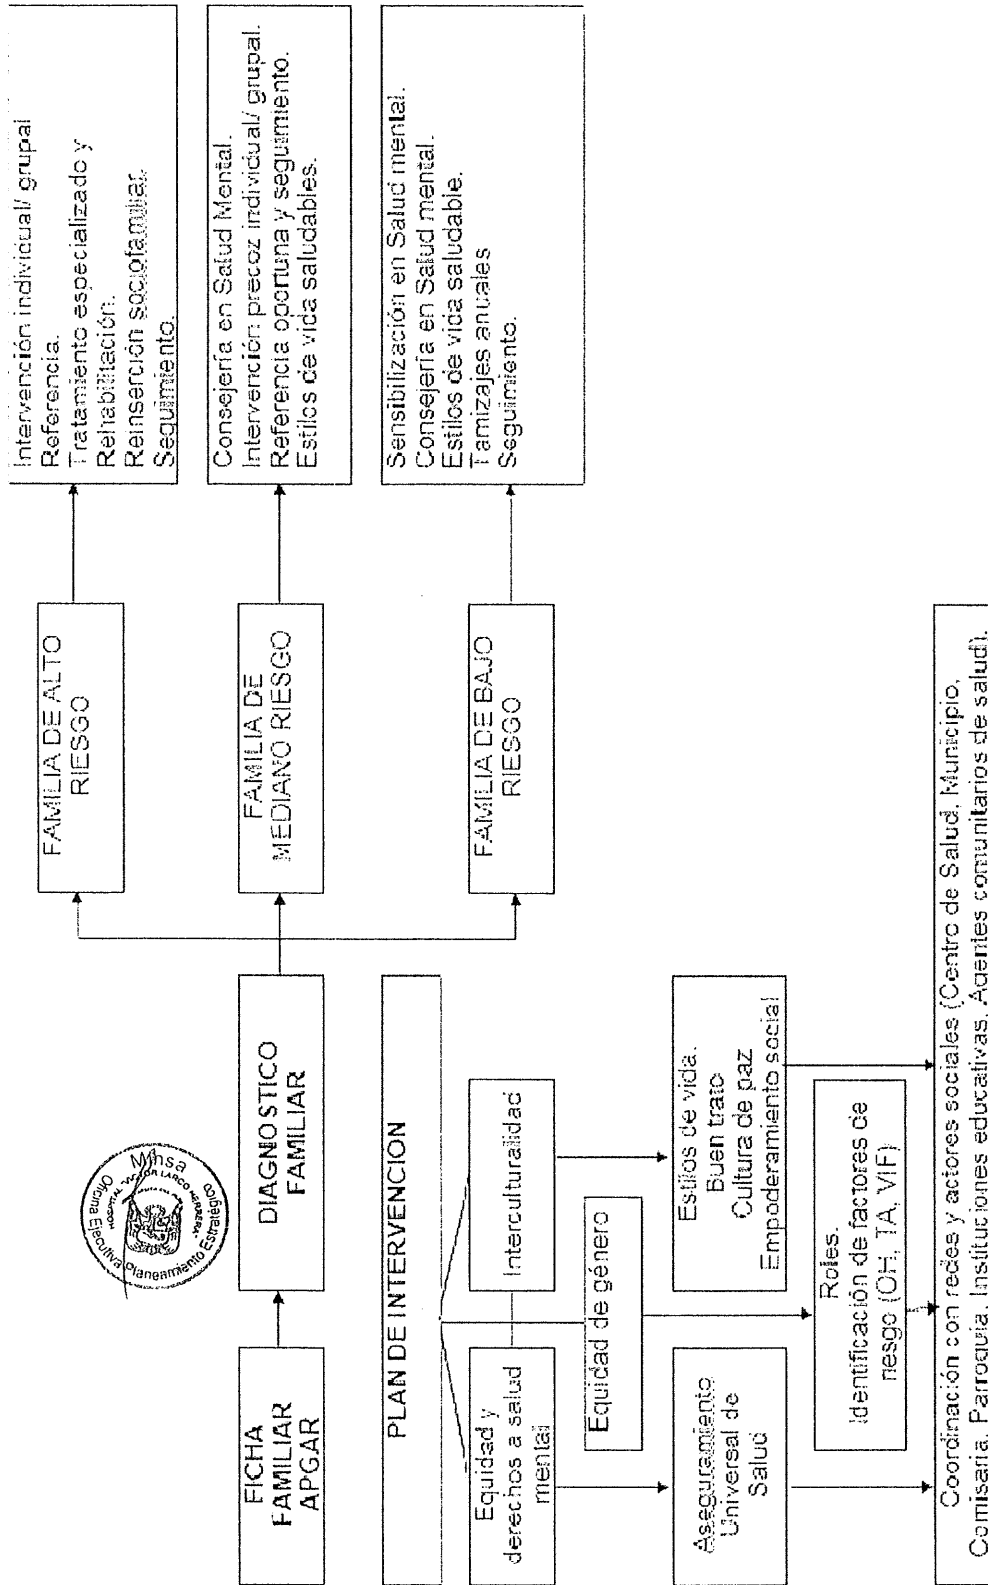 FICHA
FAMILIAR
APGAR
DIAGNOSTICO
FAMILIAR
FAMILIA DE ALTO
RIESGO
Intervención individual/ grupal
Referencia.
Tratamiento especializado y
Rehabilitación.
Reinserción sociofamiliar.
Seguimiento.
FAMILIA DE
MEDIANO RIESGO
Consejería en Salud Mental.
Intervención precoz individual/ grupal.
Referencia oportuna y seguimiento.
Estilos de vida saludables.
FAMILIA DE BAJO
RIESGO
Sensibilización en Salud mental.
Consejería en Salud mental.
Estilos de vida saludable.
Tamizajes anuales
Seguimiento.
Minsa
HOSPITAL "VICTOR LARCO HERRERA"
Oficina Ejecutiva Planeamiento Estratégico
PLAN DE INTERVENCION
Equidad y
derechos a salud
mental
Equidad de género
Interculturalidad
Aseguramiento
Universal de
Salud
Roles.
Identificación de factores de
riesgo (OH, TA, VIF)
Estilos de vida.
Buen trato
Cultura de paz
Empoderamiento social
Coordinación con redes y actores sociales (Centro de Salud, Municipio,
Comisaria, Parroquia, Instituciones educativas, Agentes comunitarios de salud).